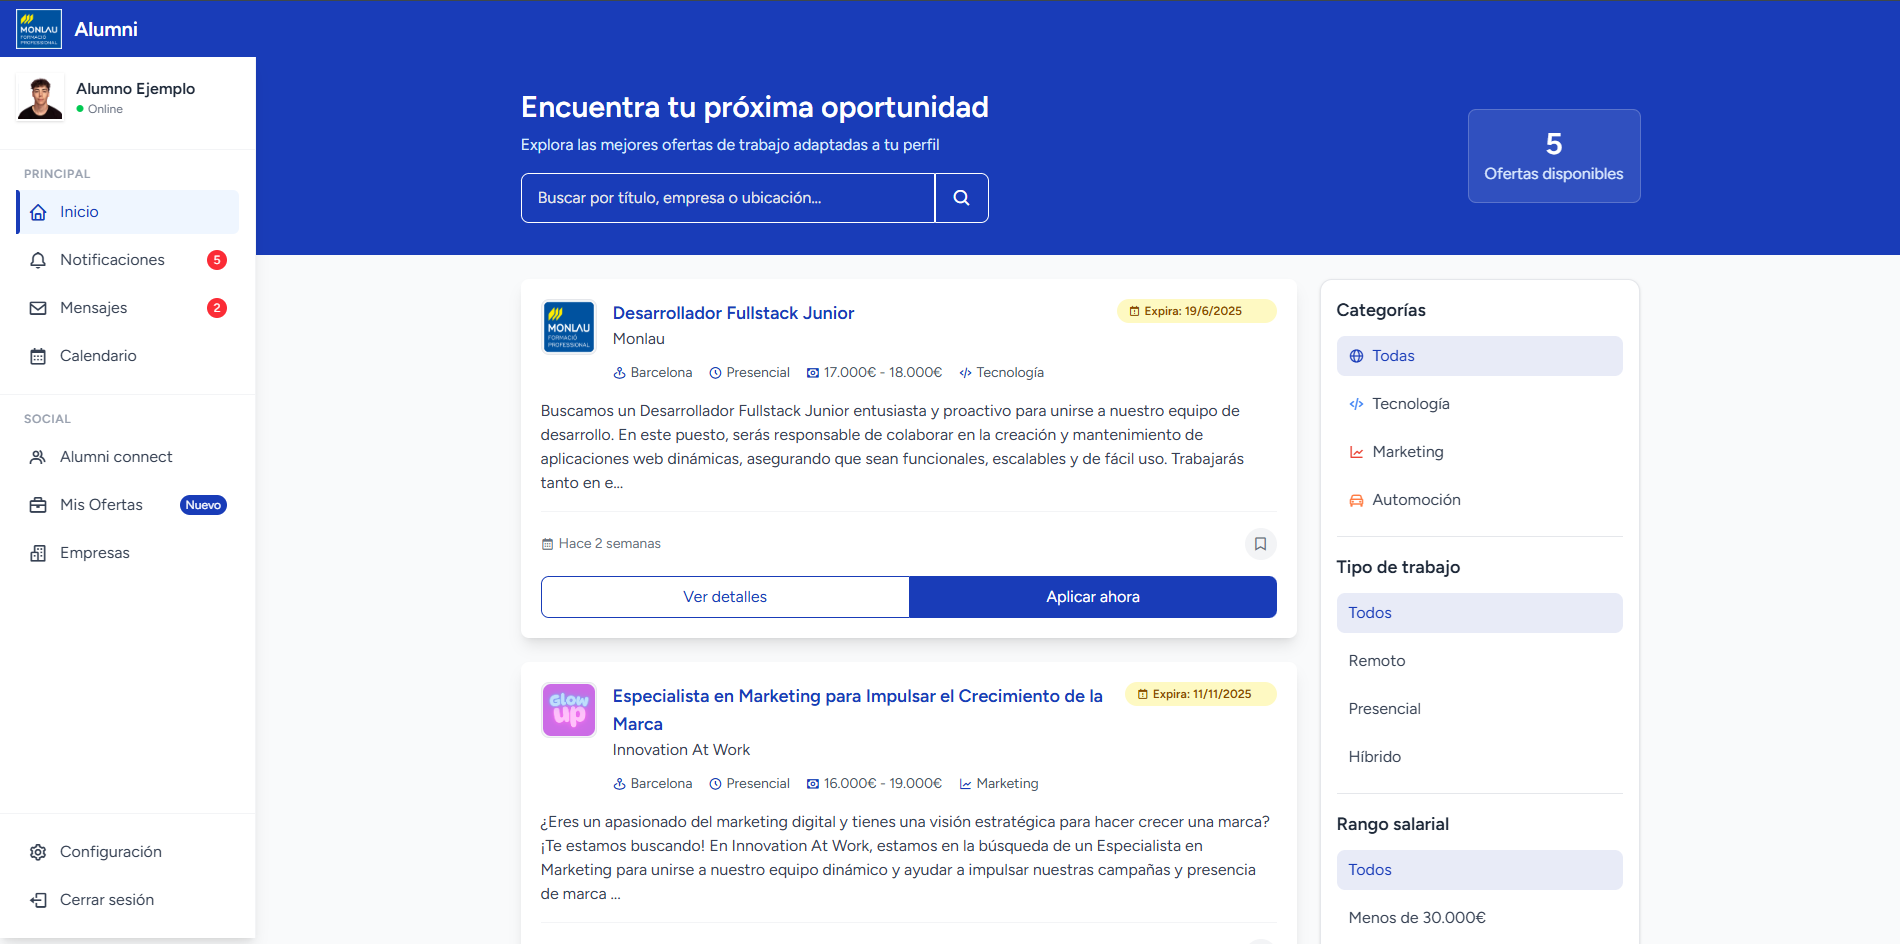 MONLAU
FORMACIÓ
PROFESSIONAL
Alumni
Alumno Ejemplo
Online
PRINCIPAL
Inicio
Notificaciones 5
Mensajes 2
Calendario
SOCIAL
Alumni connect
Mis Ofertas Nuevo
Empresas
Configuración
Cerrar sesión
Encuentra tu próxima oportunidad
Explora las mejores ofertas de trabajo adaptadas a tu perfil
Buscar por título, empresa o ubicación...
5
Ofertas disponibles
MONLAU
FORMACIÓ
PROFESSIONAL
Desarrollador Fullstack Junior
Expira: 19/6/2025
Monlau
Barcelona Presencial 17.000€ - 18.000€ Tecnología
Buscamos un Desarrollador Fullstack Junior entusiasta y proactivo para unirse a nuestro equipo de
desarrollo. En este puesto, serás responsable de colaborar en la creación y mantenimiento de
aplicaciones web dinámicas, asegurando que sean funcionales, escalables y de fácil uso. Trabajarás
tanto en e...
Hace 2 semanas
Ver detalles Aplicar ahora
Glow
up
Especialista en Marketing para Impulsar el Crecimiento de la
Marca
Expira: 11/11/2025
Innovation At Work
Barcelona Presencial 16.000€ - 19.000€ Marketing
¿Eres un apasionado del marketing digital y tienes una visión estratégica para hacer crecer una marca?
¡Te estamos buscando! En Innovation At Work, estamos en la búsqueda de un Especialista en
Marketing para unirse a nuestro equipo dinámico y ayudar a impulsar nuestras campañas y presencia
de marca ...
Categorías
Todas
Tecnología
Marketing
Automoción
Tipo de trabajo
Todos
Remoto
Presencial
Híbrido
Rango salarial
Todos
Menos de 30.000€